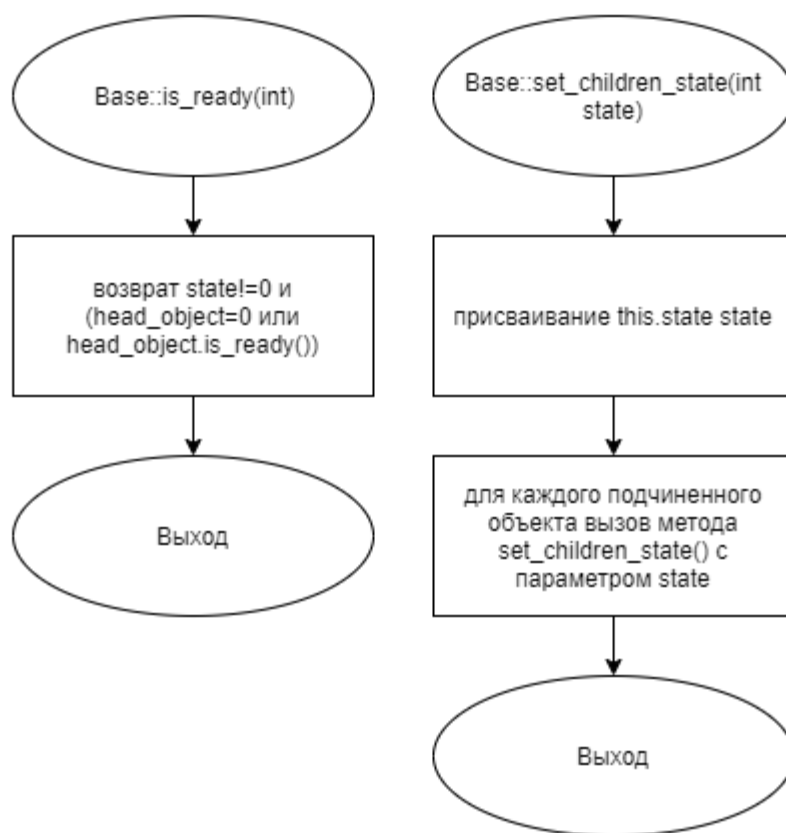 Base::is_ready(int)
возврат state!=0 и
(head_object=0 или
head_object.is_ready())
Выход
Base::set_children_state(int
state)
присваивание this.state state
для каждого подчиненного
объекта вызов метода
set_children_state() с
параметром state
Выход